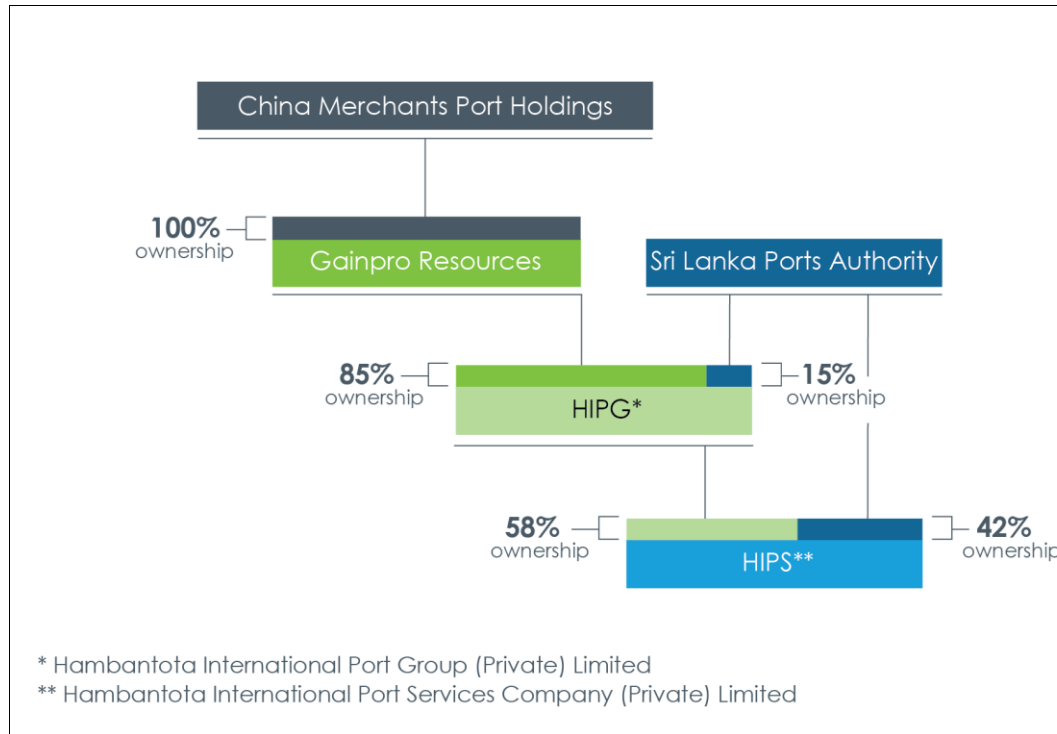 China Merchants Port Holdings
100%
ownership
Gainpro Resources
Sri Lanka Ports Authority
85%
ownership
15%
ownership
HIPG*
58%
ownership
42%
ownership
HIPS**
* Hambantota International Port Group (Private) Limited
** Hambantota International Port Services Company (Private) Limited